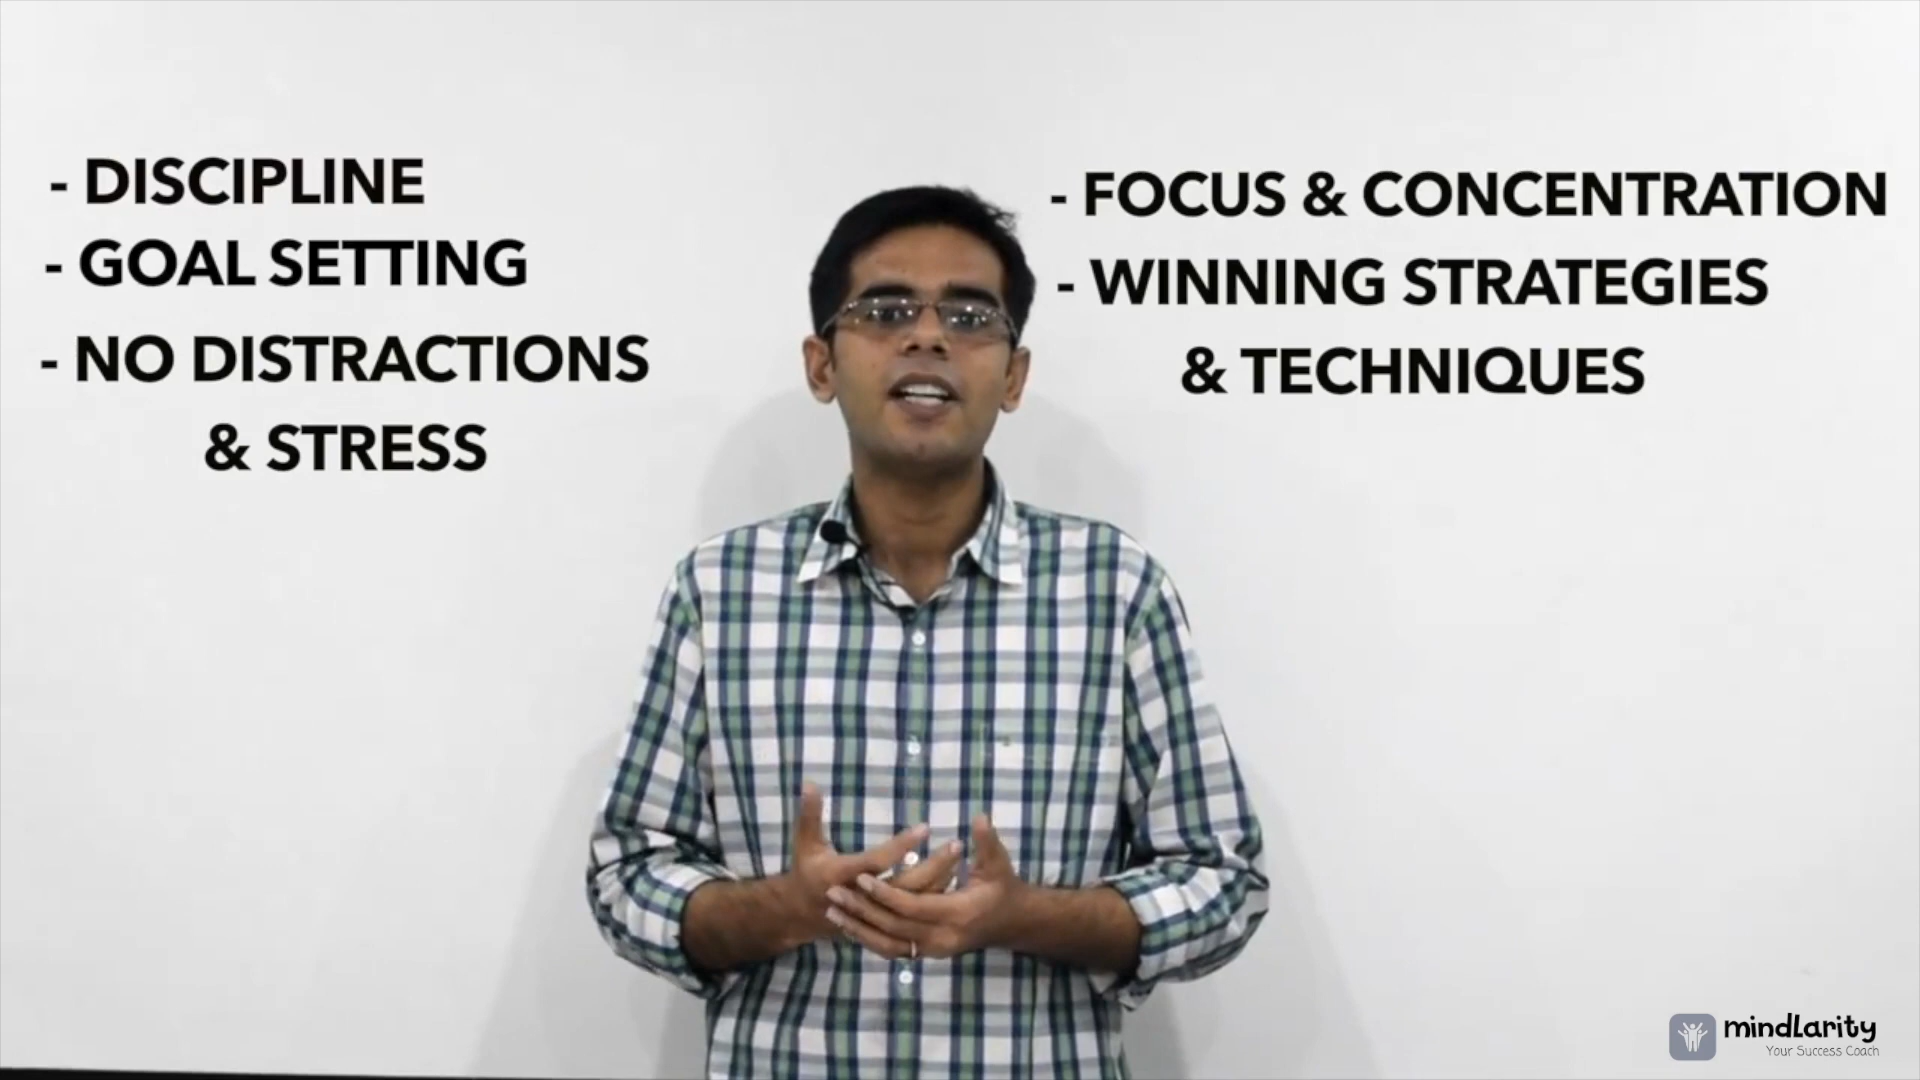 - DISCIPLINE
- GOAL SETTING
- NO DISTRACTIONS
& STRESS
- FOCUS & CONCENTRATION
- WINNING STRATEGIES
& TECHNIQUES
mindlarity
Your Success Coach